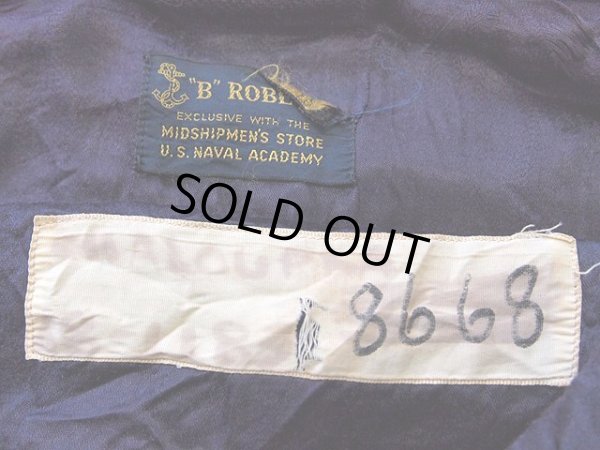 "B" ROBE
EXCLUSIVE WITH THE
MIDSHIPMEN'S STORE
U.S. NAVAL ACADEMY
SOLD OUT
8668